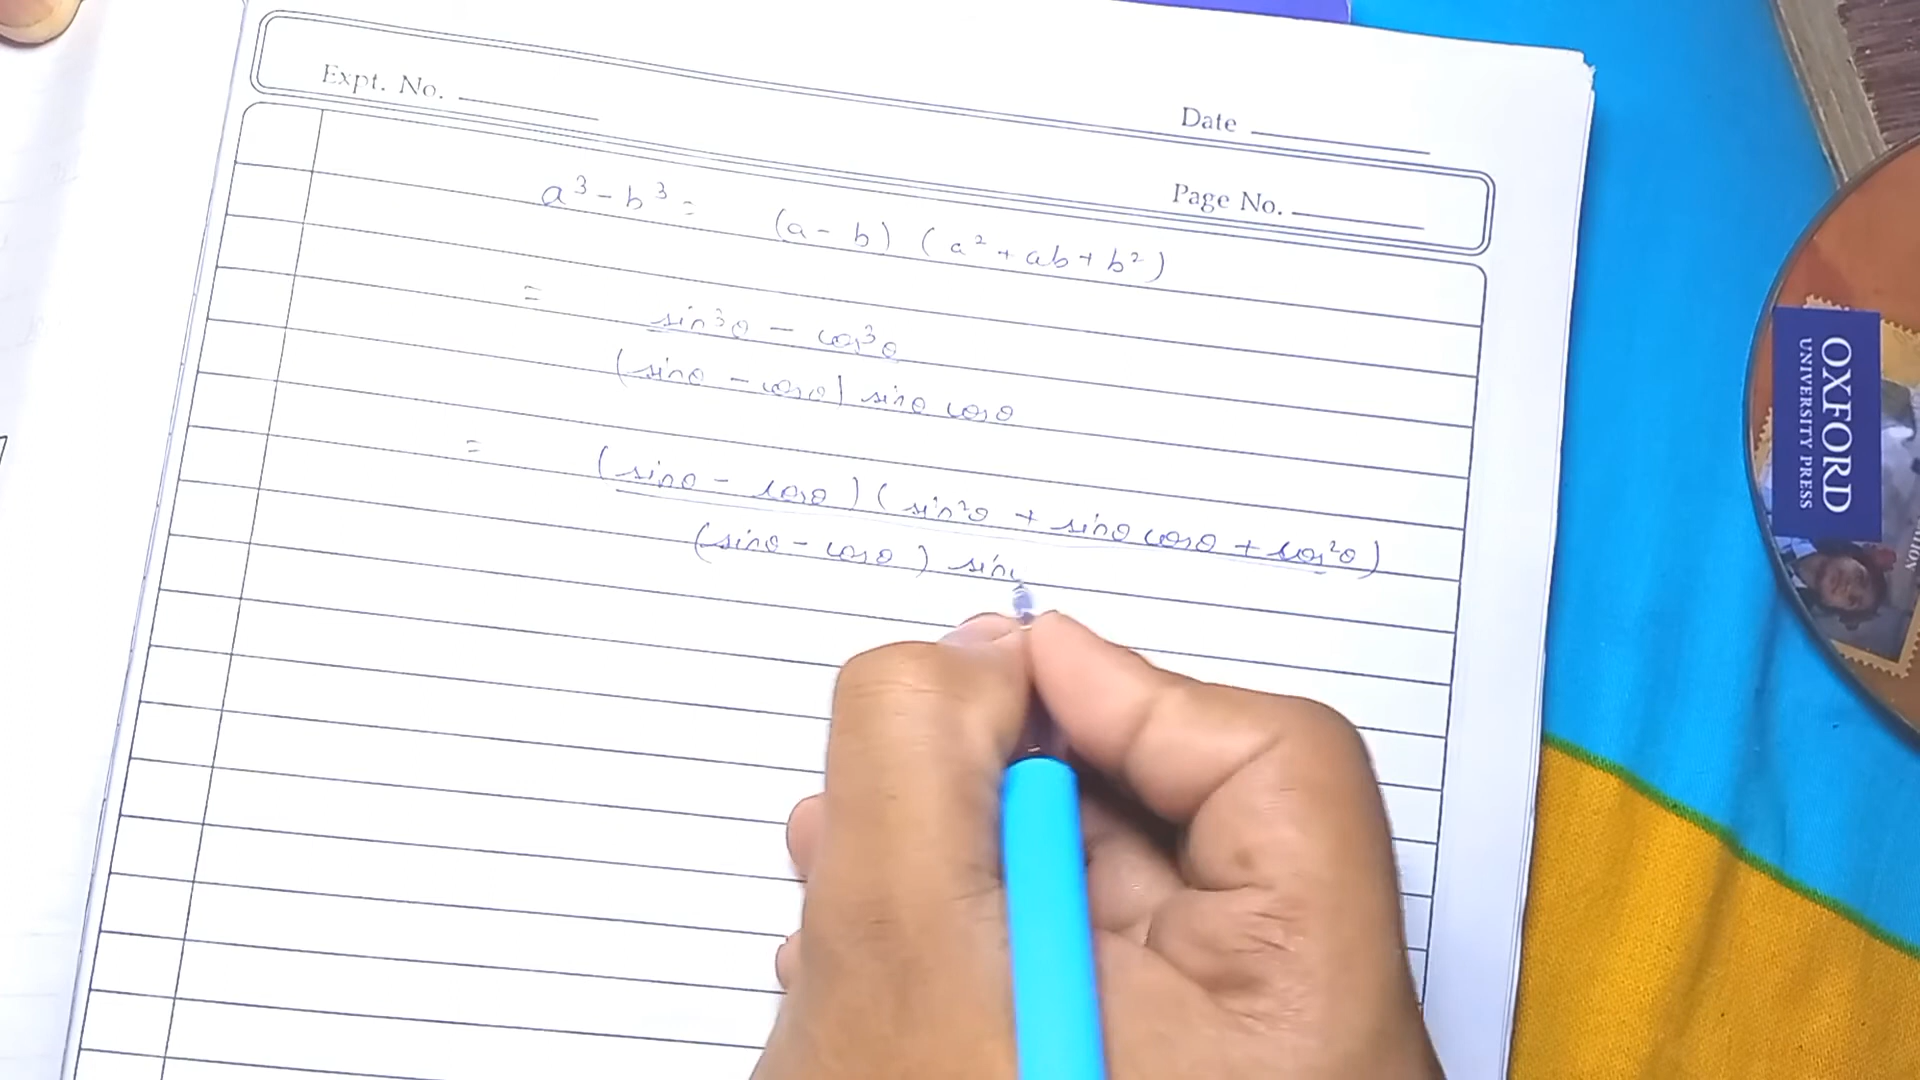 Expt. No.
Date
Page No.
a³ - b³ = (a - b) (a² + ab + b²)
= sin³θ - cos³θ
(sinθ - cosθ) sinθ cosθ
= (sinθ - cosθ) (sin²θ + sinθ cosθ + cos²θ)
(sinθ - cosθ) sin
OXFORD
UNIVERSITY PRESS